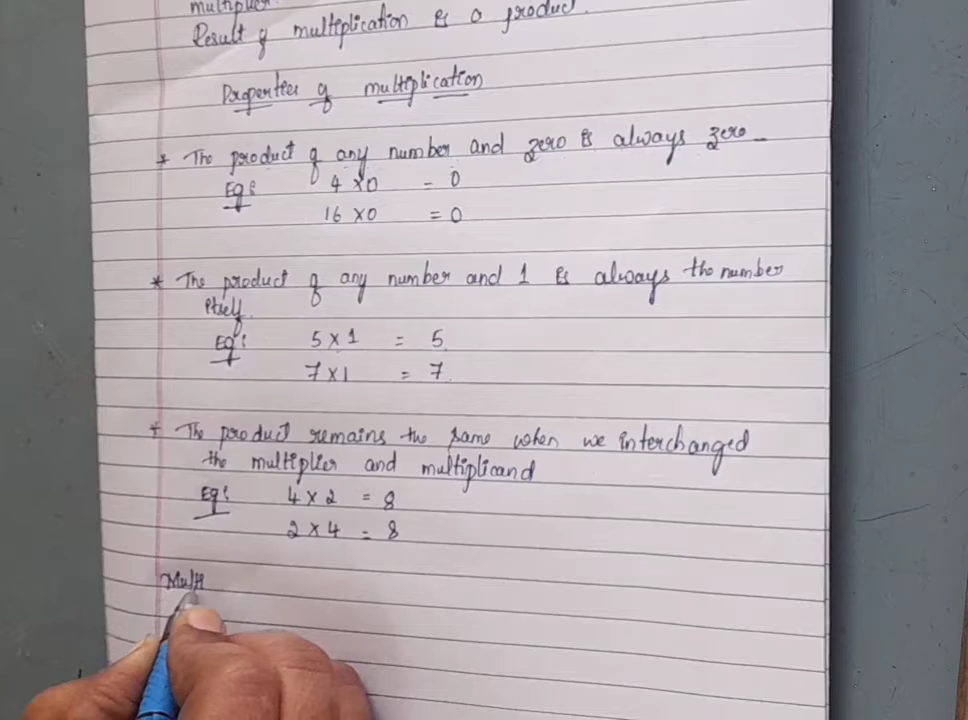 multiplier.
Result of multiplication is a product.
Properties of multiplication
* The product of any number and zero is always zero
Eg: 4 x 0 = 0
16 x 0 = 0
* The product of any number and 1 is always the number
itself.
Eg: 5 x 1 = 5
7 x 1 = 7
* The product remains the same when we interchanged
the multiplier and multiplicand
Eg: 4 x 2 = 8
2 x 4 = 8
Multi